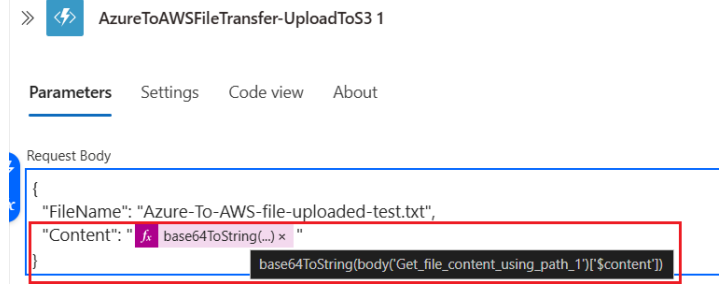 AzureToAWSFileTransfer-UploadToS3 1
Parameters Settings Code view About
Request Body
{
"FileName": "Azure-To-AWS-file-uploaded-test.txt",
"Content": " fx base64ToString(...) × "
}
base64ToString(body('Get_file_content_using_path_1')['$content'])